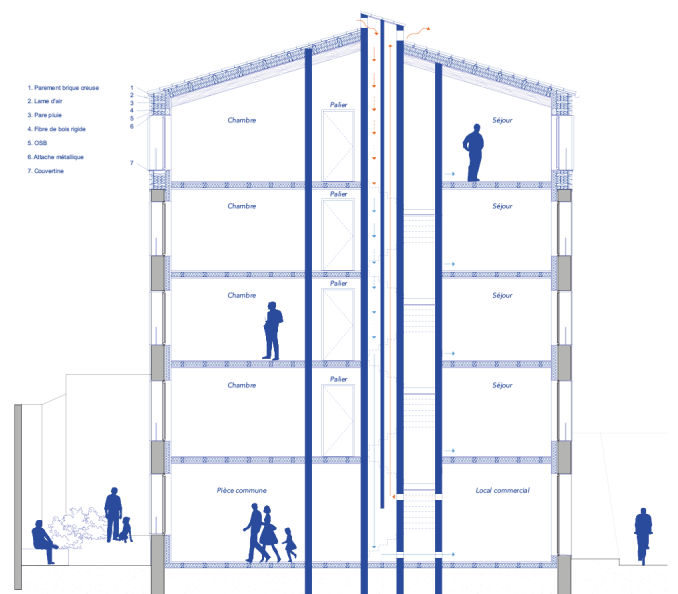 1. Parement brique creuse
2. Lame d'air
3. Pare pluie
4. Fibre de bois rigide
5. OSB
6. Attache métallique
7. Couvertine
1
2
3
4
5
6
7
Chambre
Palier
Séjour
Chambre
Palier
Séjour
Chambre
Palier
Séjour
Chambre
Palier
Séjour
Pièce commune
Local commercial